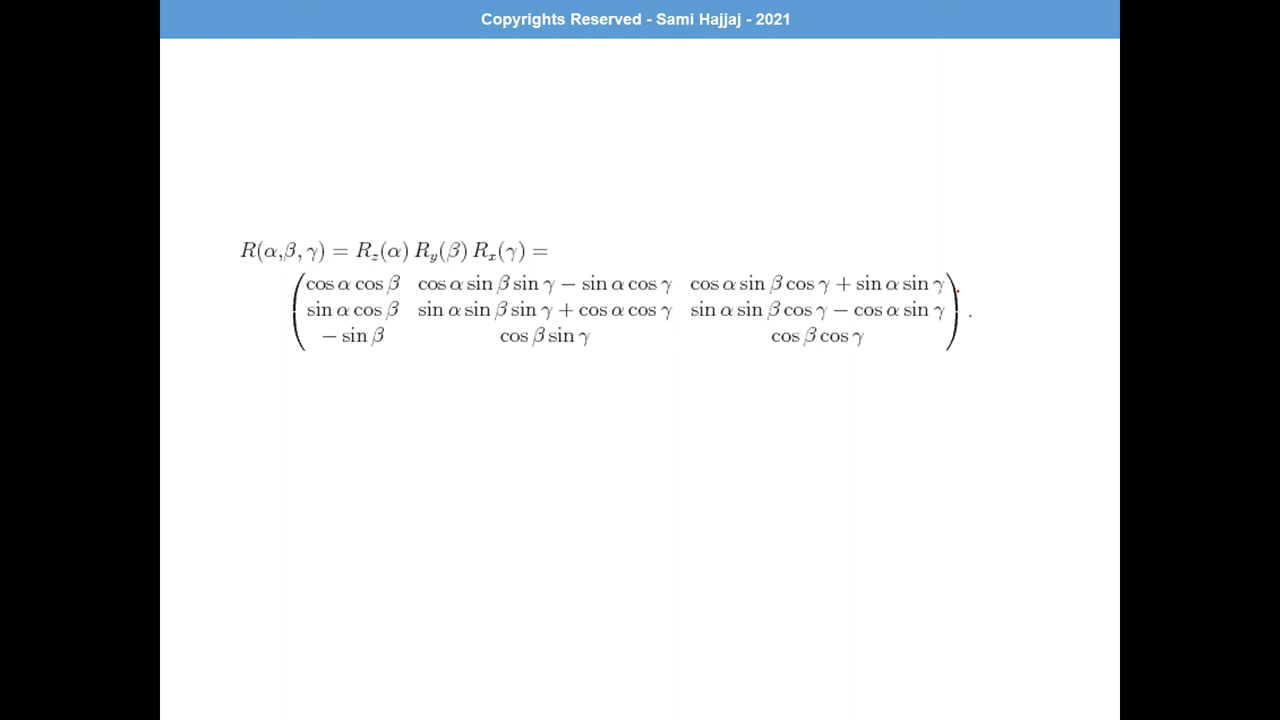 Copyrights Reserved - Sami Hajjaj - 2021
R(α,β, γ) = R_z(α) R_y(β) R_x(γ) =
( cos α cos β   cos α sin β sin γ − sin α cos γ   cos α sin β cos γ + sin α sin γ
sin α cos β   sin α sin β sin γ + cos α cos γ   sin α sin β cos γ − cos α sin γ
− sin β   cos β sin γ   cos β cos γ ) .